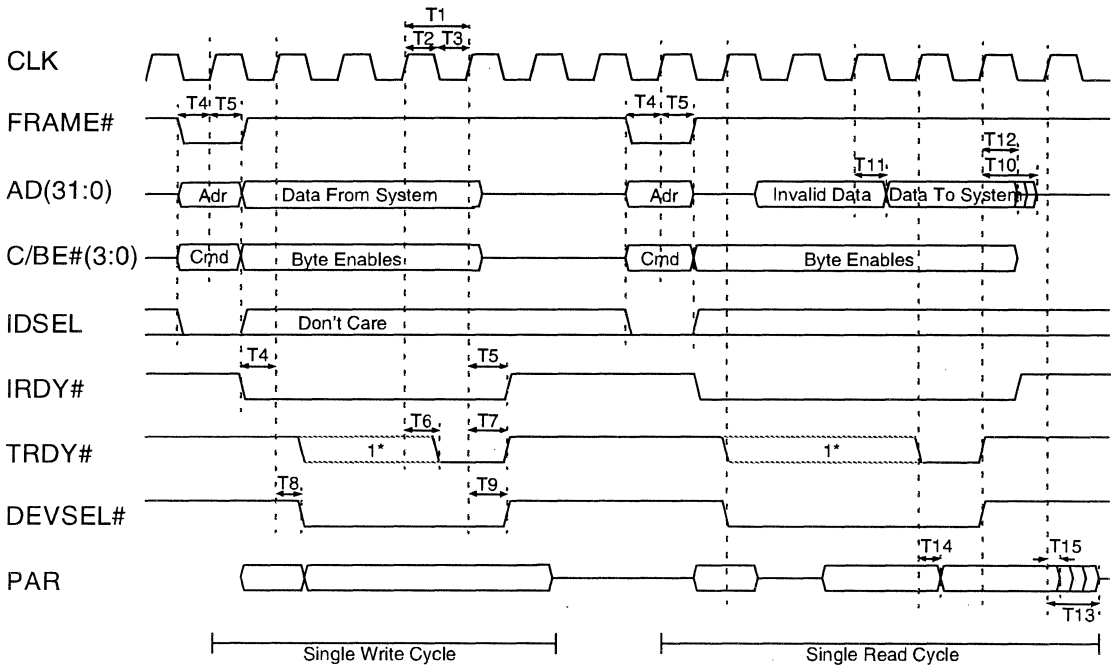 T1
T2 T3
CLK
T4 T5 T4 T5
FRAME#
T12
T11 T10
AD(31:0) Adr Data From System Adr Invalid Data Data To System
C/BE#(3:0) Cmd Byte Enables Cmd Byte Enables
IDSEL Don't Care
T4 T5
IRDY#
T6 T7
TRDY# 1* 1*
T8 T9
DEVSEL#
T14 T15
PAR
T13
Single Write Cycle Single Read Cycle